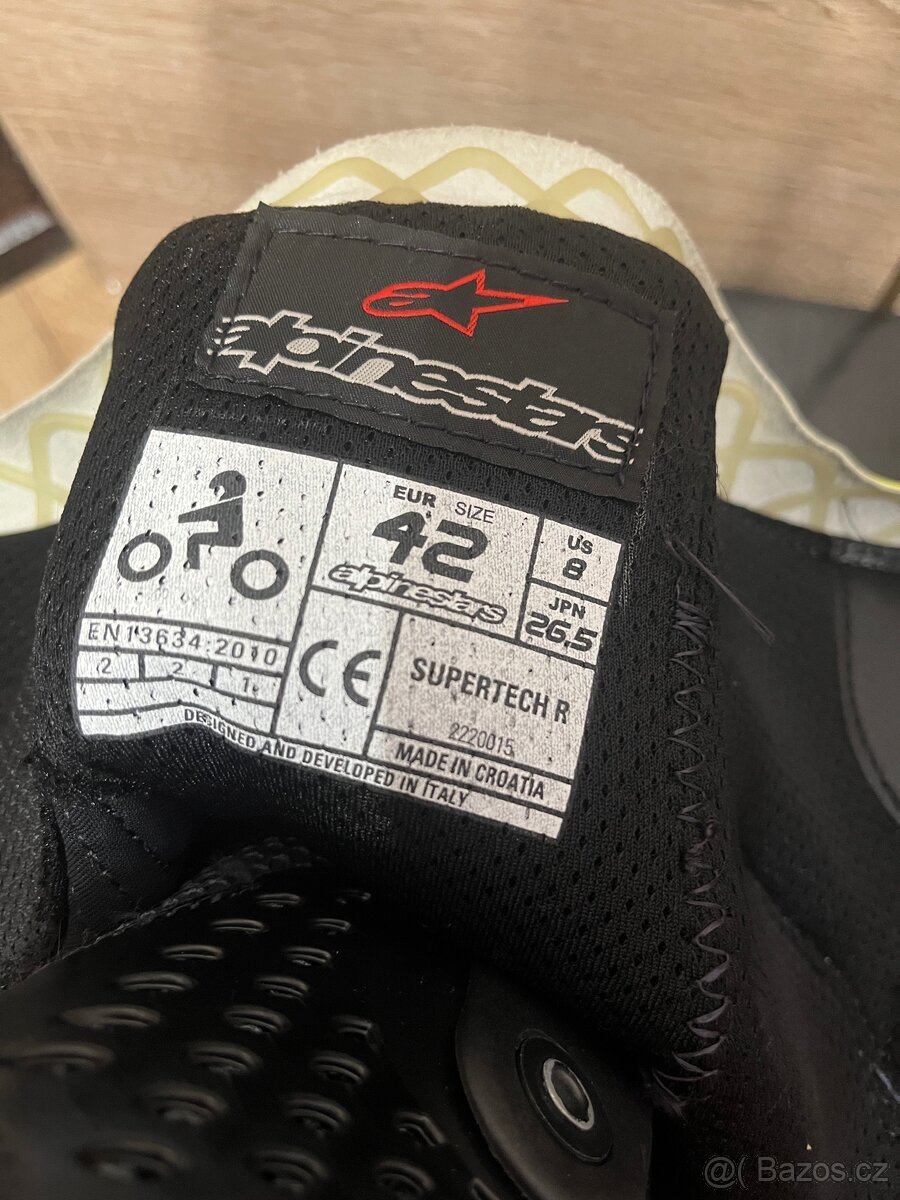 alpinestars
EUR SIZE
42
alpinestars
US
8
JPN
26.5
EN13634:2010
2 2 1
CE
SUPERTECH R
2220015
MADE IN CROATIA
DESIGNED AND DEVELOPED IN ITALY
@( Bazos.cz